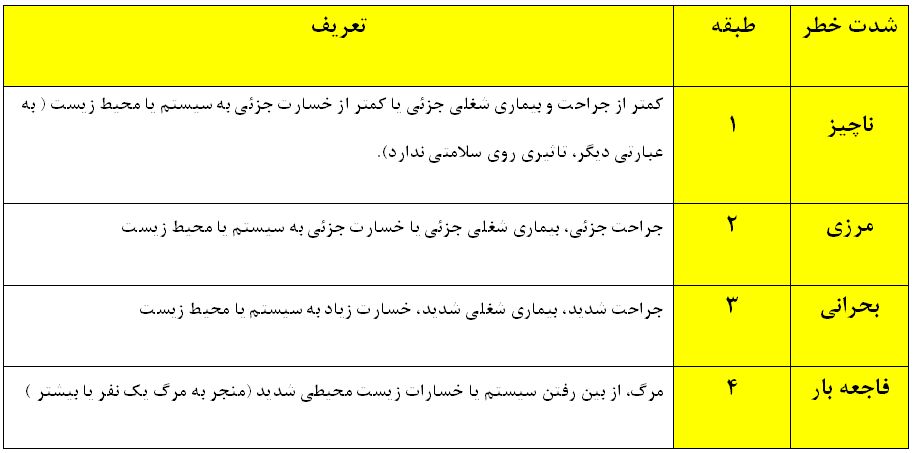 شدت خطر طبقه تعریف
ناچیز ۱ کمتر از جراحت و بیماری شغلی جزئی یا کمتر از خسارت جزئی به سیستم یا محیط زیست ( به
عبارتی دیگر، تاثیری روی سلامتی ندارد).
مرزی ۲ جراحت جزئی، بیماری شغلی جزئی یا خسارت جزئی به سیستم یا محیط زیست
بحرانی ۳ جراحت شدید، بیماری شغلی شدید، خسارت زیاد به سیستم یا محیط زیست
فاجعه بار ۴ مرگ، از بین رفتن سیستم یا خسارات زیست محیطی شدید (منجر به مرگ یک نفر یا بیشتر )